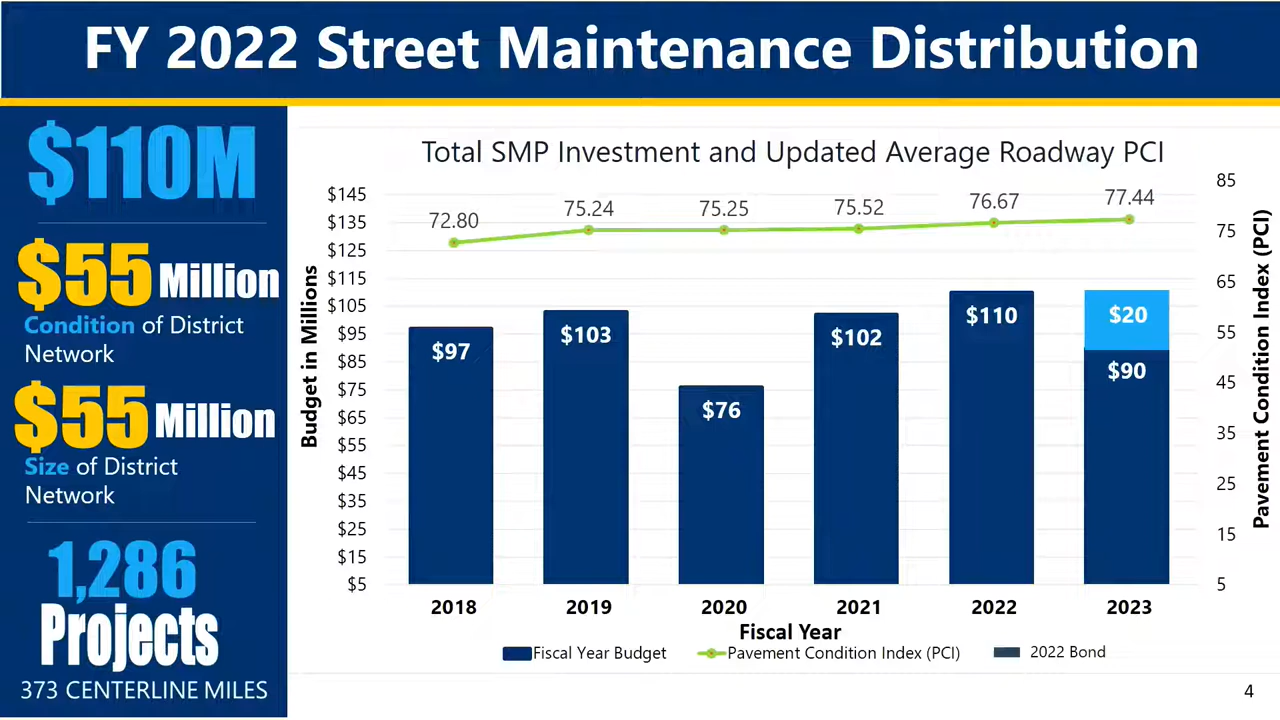 FY 2022 Street Maintenance Distribution
$110M
$55 Million
Condition of District
Network
$55 Million
Size of District
Network
1,286
Projects
373 CENTERLINE MILES
Total SMP Investment and Updated Average Roadway PCI
Budget in Millions
$145
$135
$125
$115
$105
$95
$85
$75
$65
$55
$45
$35
$25
$15
$5
72.80
75.24
75.25
75.52
76.67
77.44
$97
$103
$76
$102
$110
$20
$90
85
75
65
55
45
35
25
15
5
Pavement Condition Index (PCI)
2018
2019
2020
2021
2022
2023
Fiscal Year
Fiscal Year Budget
Pavement Condition Index (PCI)
2022 Bond
4